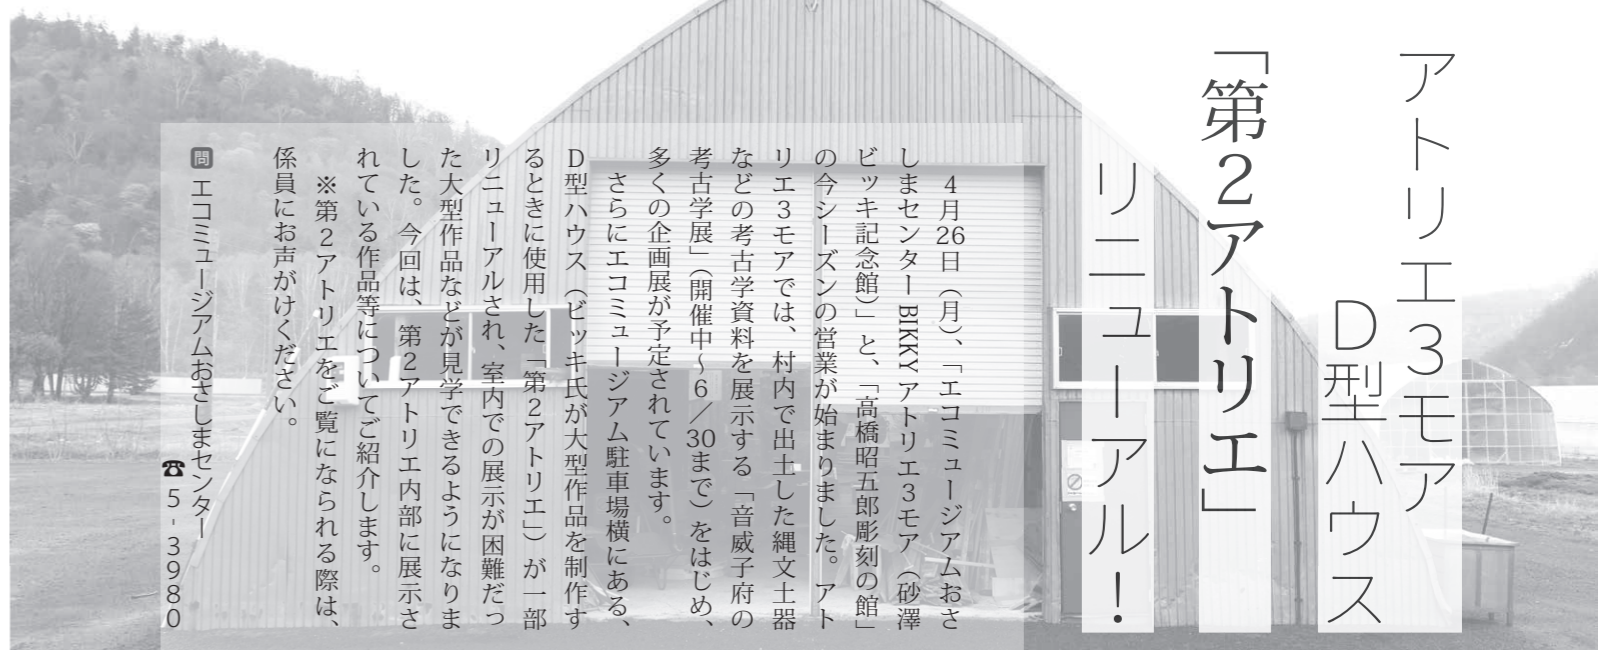 アトリエ３モア
Ｄ型ハウス
「第２アトリエ」
リニューアル！
４月26日（月）、「エコミュージアムおさ
しまセンター BIKKY アトリエ３モア（砂澤
ビッキ記念館）」と、「高橋昭五郎彫刻の館」
の今シーズンの営業が始まりました。アト
リエ３モアでは、村内で出土した縄文土器
などの考古学資料を展示する「音威子府の
考古学展」（開催中～６／30まで）をはじめ、
多くの企画展が予定されています。
さらにエコミュージアム駐車場横にある、
Ｄ型ハウス（ビッキ氏が大型作品を制作す
るときに使用した「第２アトリエ」）が一部
リニューアルされ、室内での展示が困難だっ
た大型作品などが見学できるようになりま
した。今回は、第２アトリエ内部に展示さ
れている作品等についてご紹介します。
※第２アトリエをご覧になられる際は、
係員にお声がけください。
問 エコミュージアムおさしまセンター
☎５-３９８０